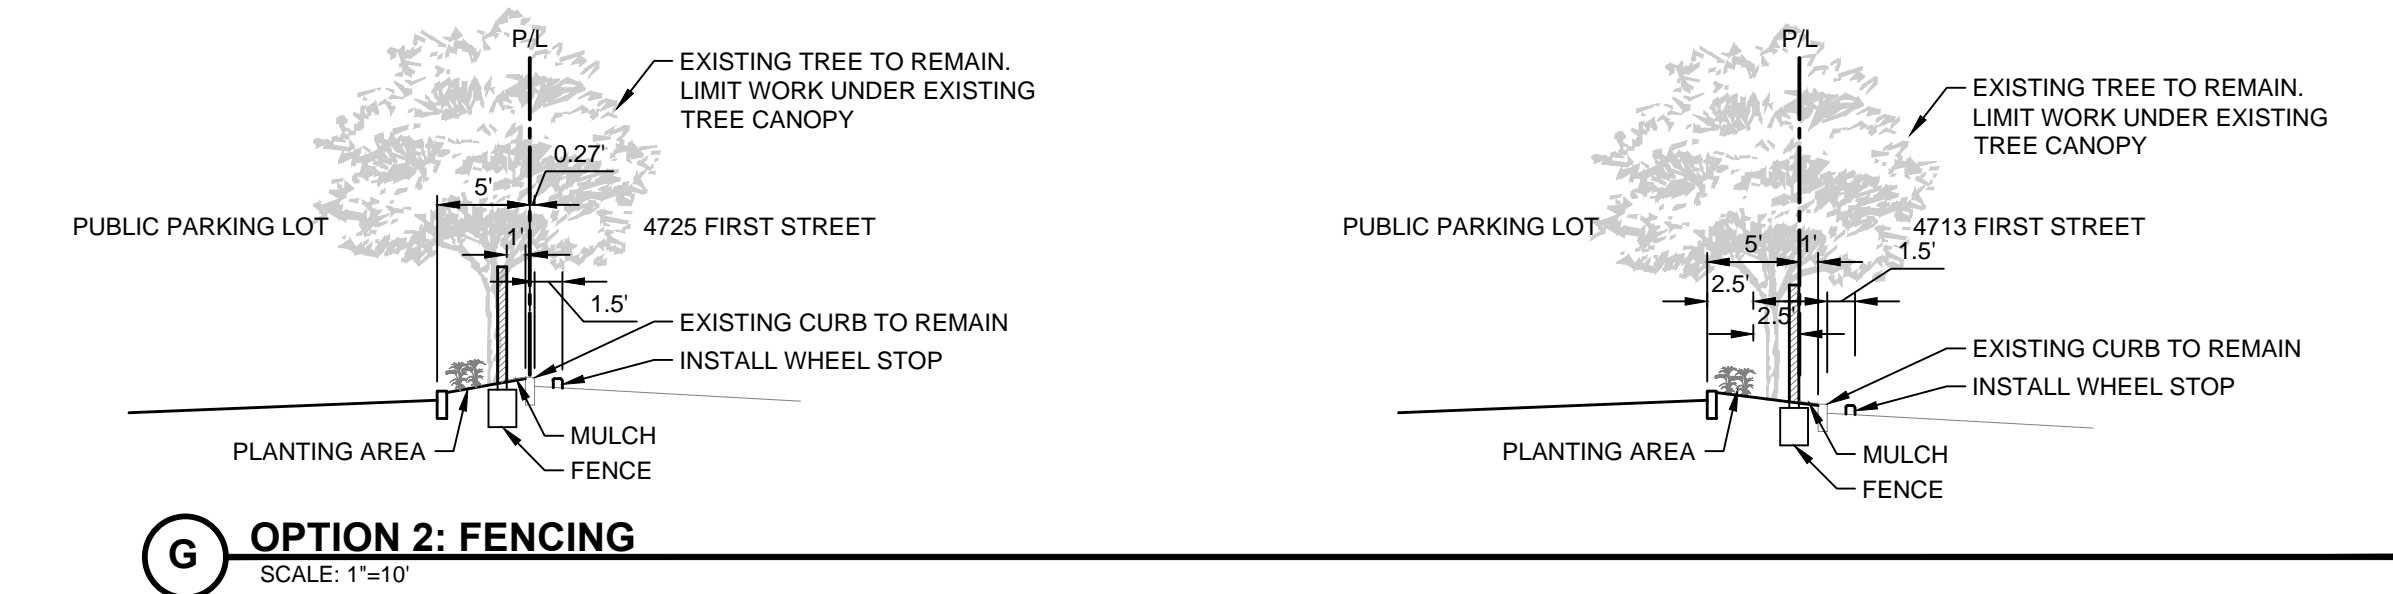 P/L
EXISTING TREE TO REMAIN.
LIMIT WORK UNDER EXISTING
TREE CANOPY
0.27'
5'
PUBLIC PARKING LOT
4725 FIRST STREET
1'
1.5'
EXISTING CURB TO REMAIN
INSTALL WHEEL STOP
PLANTING AREA
MULCH
FENCE
P/L
EXISTING TREE TO REMAIN.
LIMIT WORK UNDER EXISTING
TREE CANOPY
PUBLIC PARKING LOT
4713 FIRST STREET
5'
1'
1.5'
2.5'
2.5'
EXISTING CURB TO REMAIN
INSTALL WHEEL STOP
PLANTING AREA
MULCH
FENCE
G
OPTION 2: FENCING
SCALE: 1"=10'